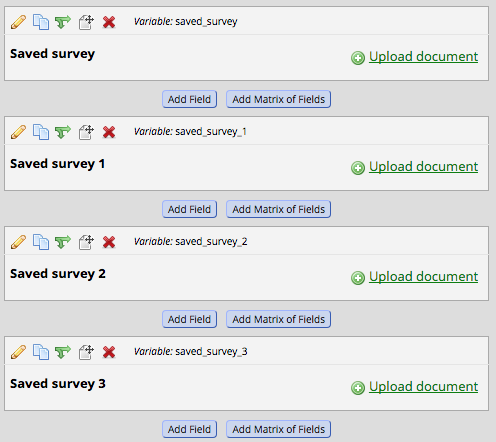 Variable: saved_survey
Saved survey Upload document
Add Field Add Matrix of Fields
Variable: saved_survey_1
Saved survey 1 Upload document
Add Field Add Matrix of Fields
Variable: saved_survey_2
Saved survey 2 Upload document
Add Field Add Matrix of Fields
Variable: saved_survey_3
Saved survey 3 Upload document
Add Field Add Matrix of Fields